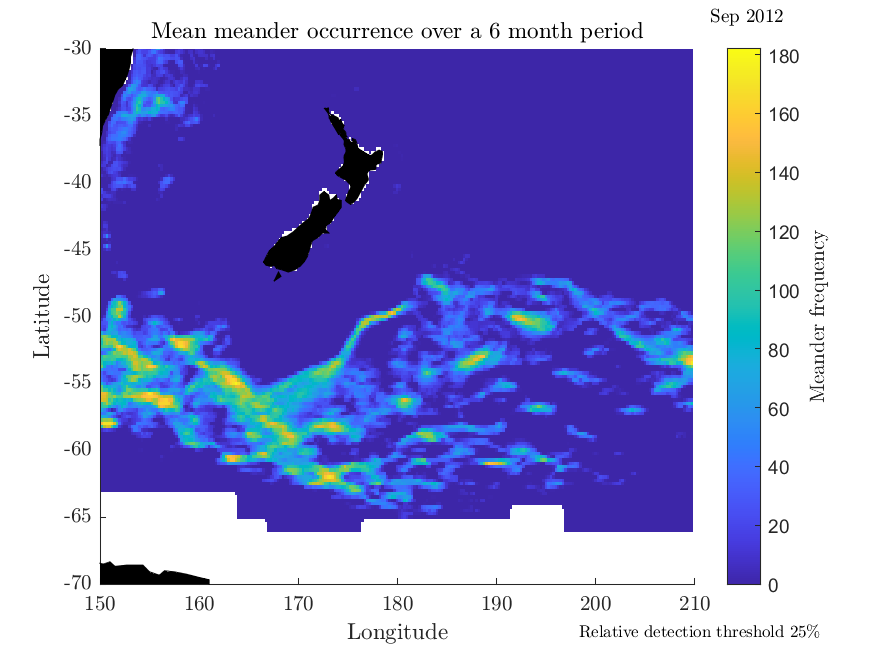 Sep 2012
Mean meander occurrence over a 6 month period
-30
-35
-40
-45
-50
-55
-60
-65
-70
Latitude
150 160 170 180 190 200 210
Longitude
180
160
140
120
100
80
60
40
20
0
Meander frequency
Relative detection threshold 25%